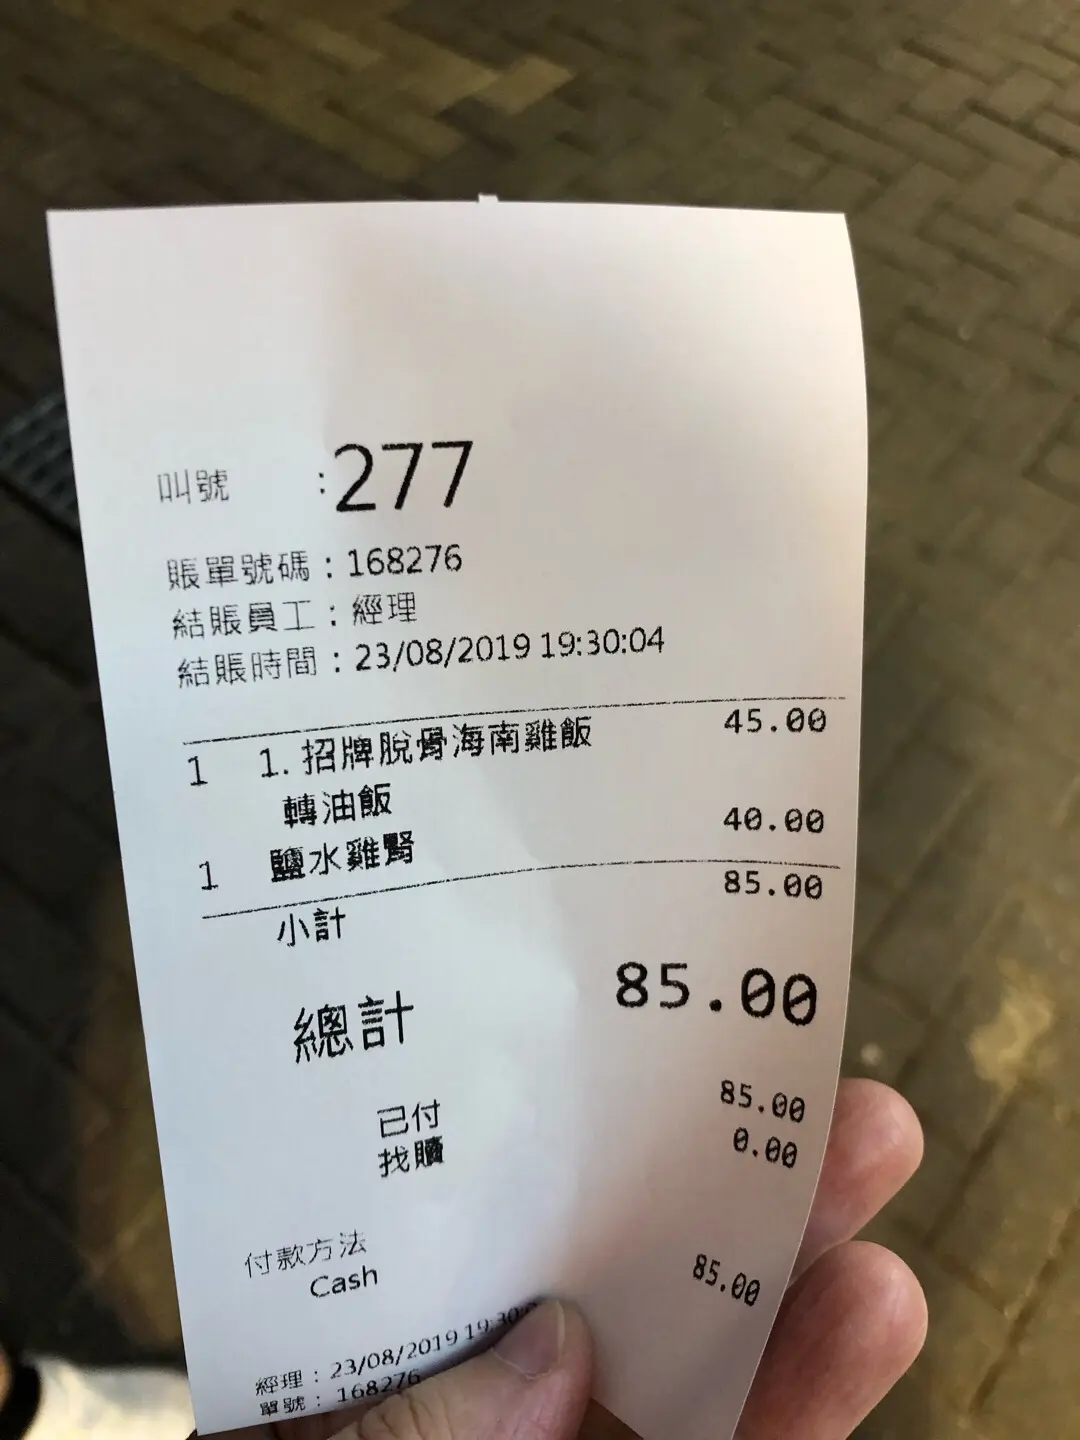 叫號 :277
賬單號碼：168276
結賬員工：經理
結賬時間：23/08/2019 19:30:04
1 1. 招牌脫骨海南雞飯 45.00
轉油飯
1 鹽水雞腎 40.00
小計 85.00
總計 85.00
已付 85.00
找贖 0.00
付款方法
Cash 85.00
經理：23/08/2019 19:30:0
單號：168276